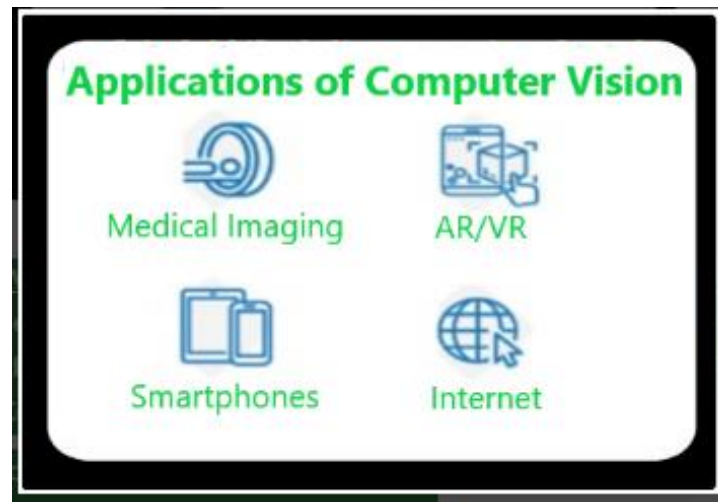 Applications of Computer Vision
Medical Imaging
AR/VR
Smartphones
Internet